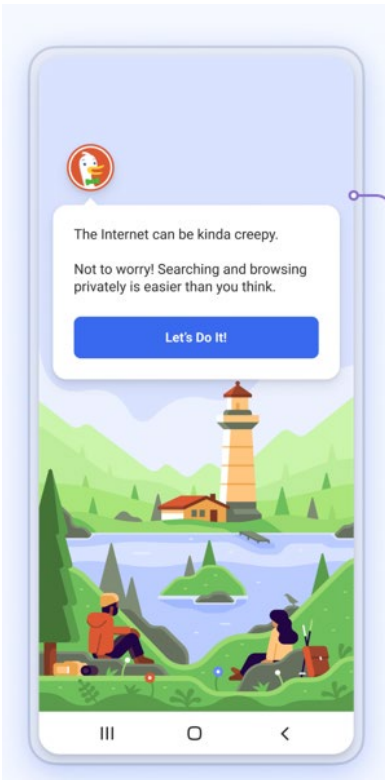 The Internet can be kinda creepy.
Not to worry! Searching and browsing
privately is easier than you think.
Let's Do It!